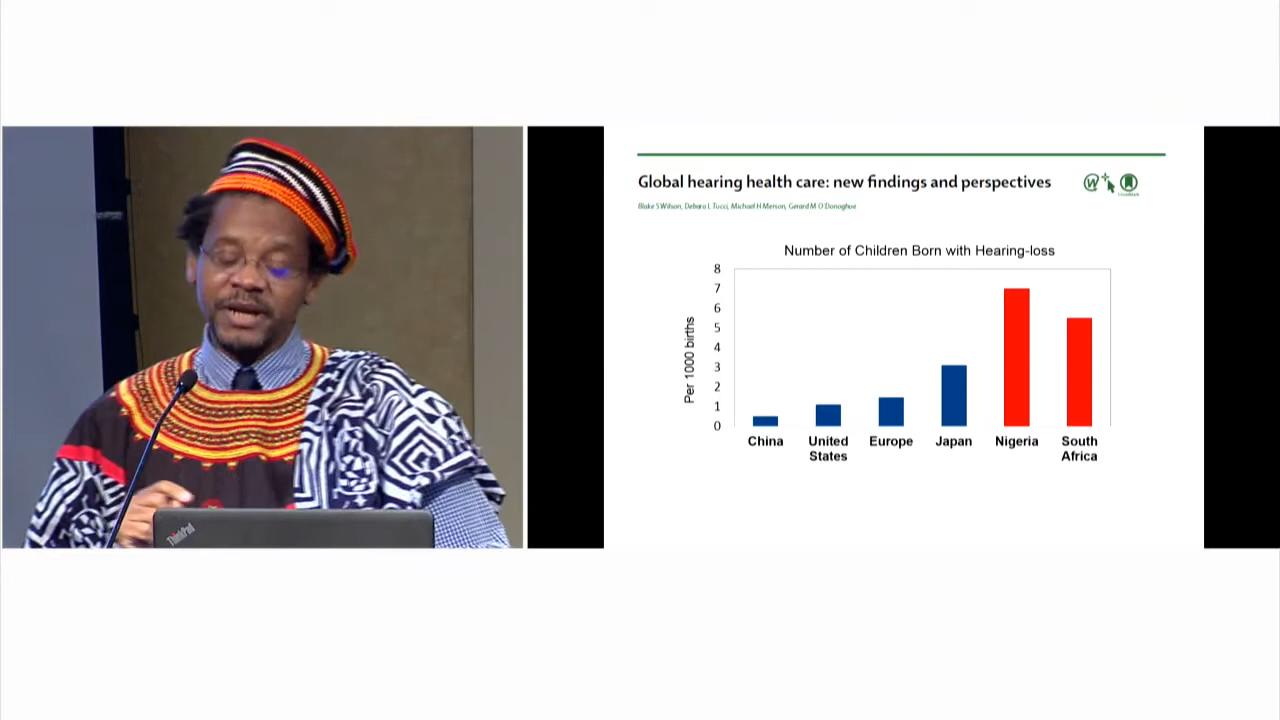 ThinkPad
Global hearing health care: new findings and perspectives
Blake S Wilson, Debara L Tucci, Michael H Merson, Gerard M O'Donoghue
Number of Children Born with Hearing-loss
Per 1000 births
8
7
6
5
4
3
2
1
0
China
United
States
Europe
Japan
Nigeria
South
Africa